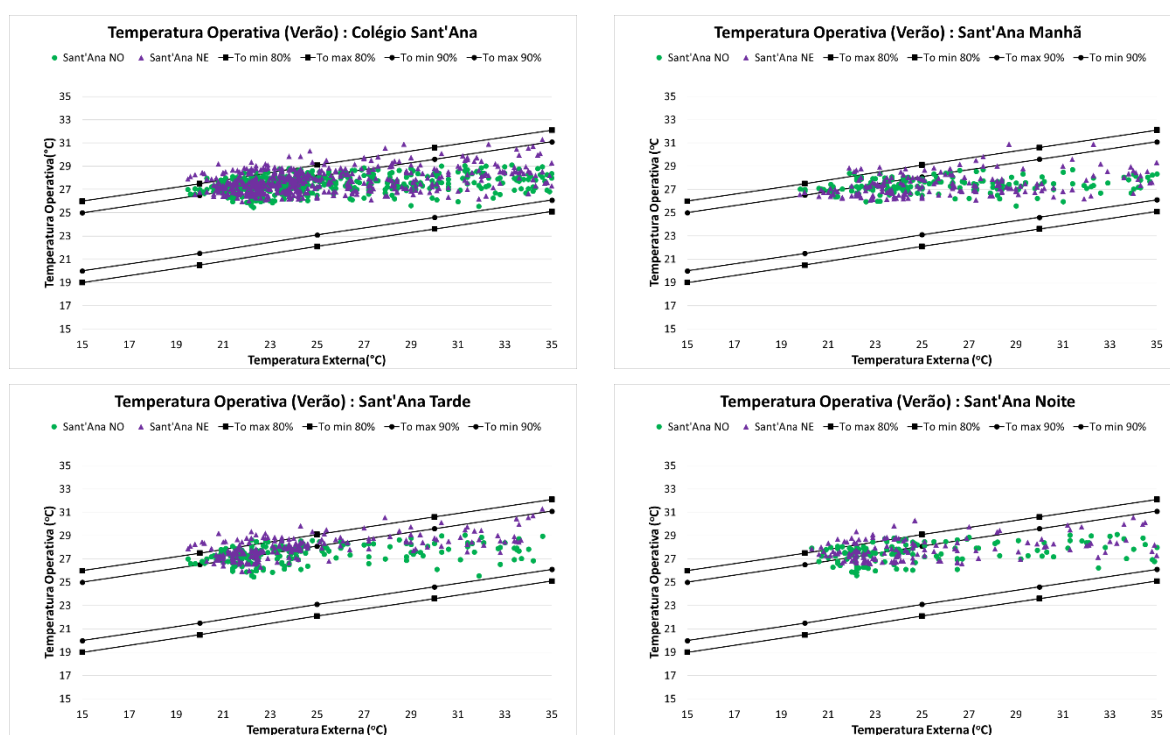 Temperatura Operativa (Verão) : Colégio Sant'Ana
Sant'Ana NO Sant'Ana NE To min 80% To max 80% To min 90% To max 90%
Temperatura Operativa(°C)
35
33
31
29
27
25
23
21
19
17
15
15 17 19 21 23 25 27 29 31 33 35
Temperatura Externa(°C)
Temperatura Operativa (Verão) : Sant'Ana Manhã
Sant'Ana NO Sant'Ana NE To min 80% To max 80% To min 90% To max 90%
Temperatura Operativa (ºC
35
33
31
29
27
25
23
21
19
17
15
15 17 19 21 23 25 27 29 31 33 35
Temperatura Externa (ºC)
Temperatura Operativa (Verão) : Sant'Ana Tarde
Sant'Ana NO Sant'Ana NE To max 80% To min 80% To max 90% To min 90%
Temperatura Operativa (ºC)
35
33
31
29
27
25
23
21
19
17
15
15 17 19 21 23 25 27 29 31 33 35
Temperatura Externa (ºC)
Temperatura Operativa (Verão) : Sant'Ana Noite
Sant'Ana NO Sant'Ana NE To max 80% To min 80% To max 90% To min 90%
Temperatura Operativa (ºC)
35
33
31
29
27
25
23
21
19
17
15
15 17 19 21 23 25 27 29 31 33 35
Temperatura Externa (ºC)